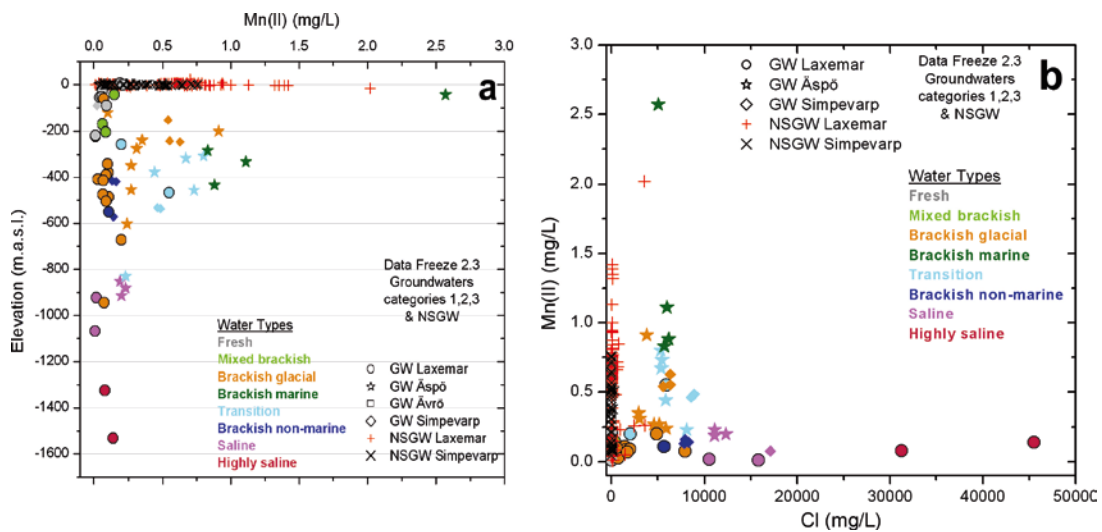 Mn(II) (mg/L)
0.0 0.5 1.0 1.5 2.0 2.5 3.0
a
Elevation (m.a.s.l.)
0
-200
-400
-600
-800
-1000
-1200
-1400
-1600
Data Freeze 2.3
Groundwaters
categories 1,2,3
& NSGW
Water Types
Fresh
Mixed brackish
Brackish glacial
Brackish marine
Transition
Brackish non-marine
Saline
Highly saline
GW Laxemar
GW Äspö
GW Ävrö
GW Simpevarp
NSGW Laxemar
NSGW Simpevarp
b
Mn(II) (mg/L)
3.0
2.5
2.0
1.5
1.0
0.5
0.0
GW Laxemar
GW Äspö
GW Simpevarp
NSGW Laxemar
NSGW Simpevarp
Data Freeze 2.3
Groundwaters
categories 1,2,3
& NSGW
Water Types
Fresh
Mixed brackish
Brackish glacial
Brackish marine
Transition
Brackish non-marine
Saline
Highly saline
0 10000 20000 30000 40000 50000
Cl (mg/L)